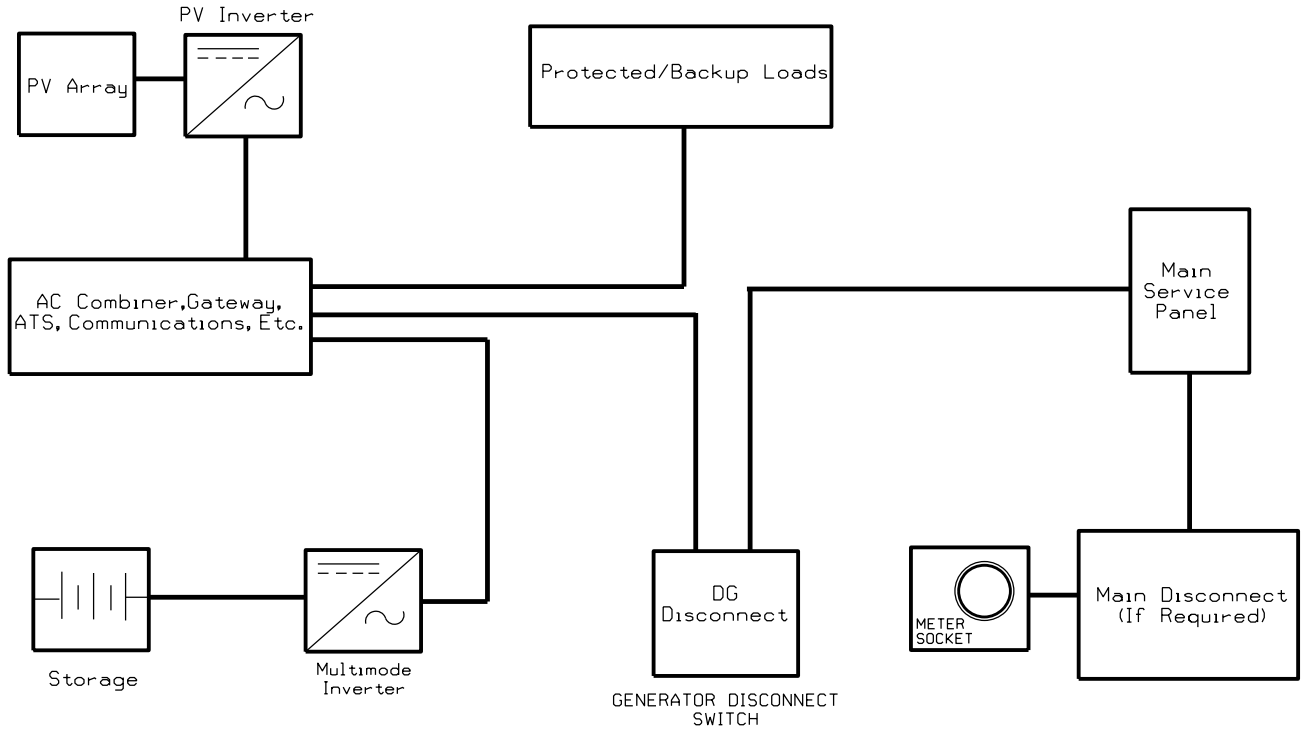 PV Inverter
PV Array
Protected/Backup Loads
AC Combiner,Gateway,
ATS, Communications, Etc.
Main
Service
Panel
Storage
Multimode
Inverter
DG
Disconnect
GENERATOR DISCONNECT
SWITCH
METER
SOCKET
Main Disconnect
(If Required)